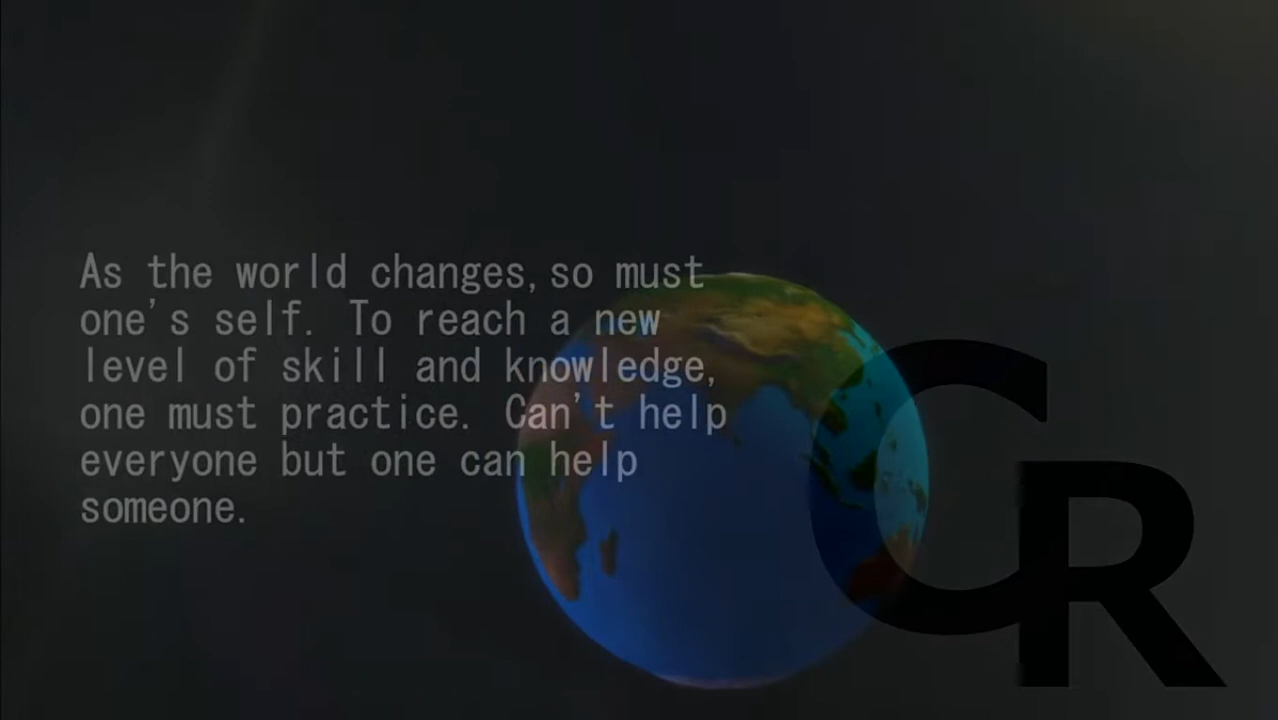 As the world changes,so must
one's self. To reach a new
level of skill and knowledge,
one must practice. Can't help
everyone but one can help
someone.
CR